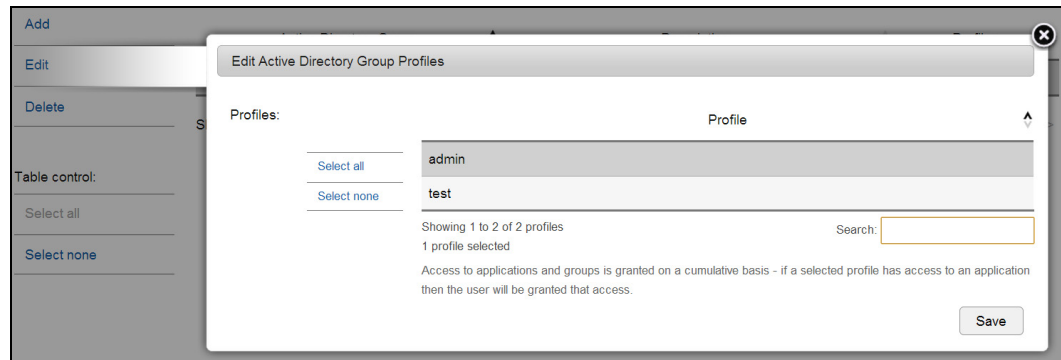 Add
Edit
Delete
Table control:
Select all
Select none
Edit Active Directory Group Profiles
Profiles:
Profile
Select all
Select none
admin
test
Showing 1 to 2 of 2 profiles
1 profile selected
Search:
Access to applications and groups is granted on a cumulative basis - if a selected profile has access to an application
then the user will be granted that access.
Save